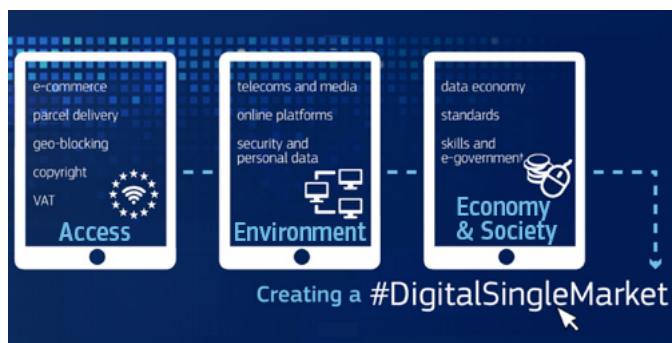 e-commerce
parcel delivery
geo-blocking
copyright
VAT
Access
telecoms and media
online platforms
security and
personal data
Environment
data economy
standards
skills and
e-government
Economy
& Society
Creating a #DigitalSingleMarket